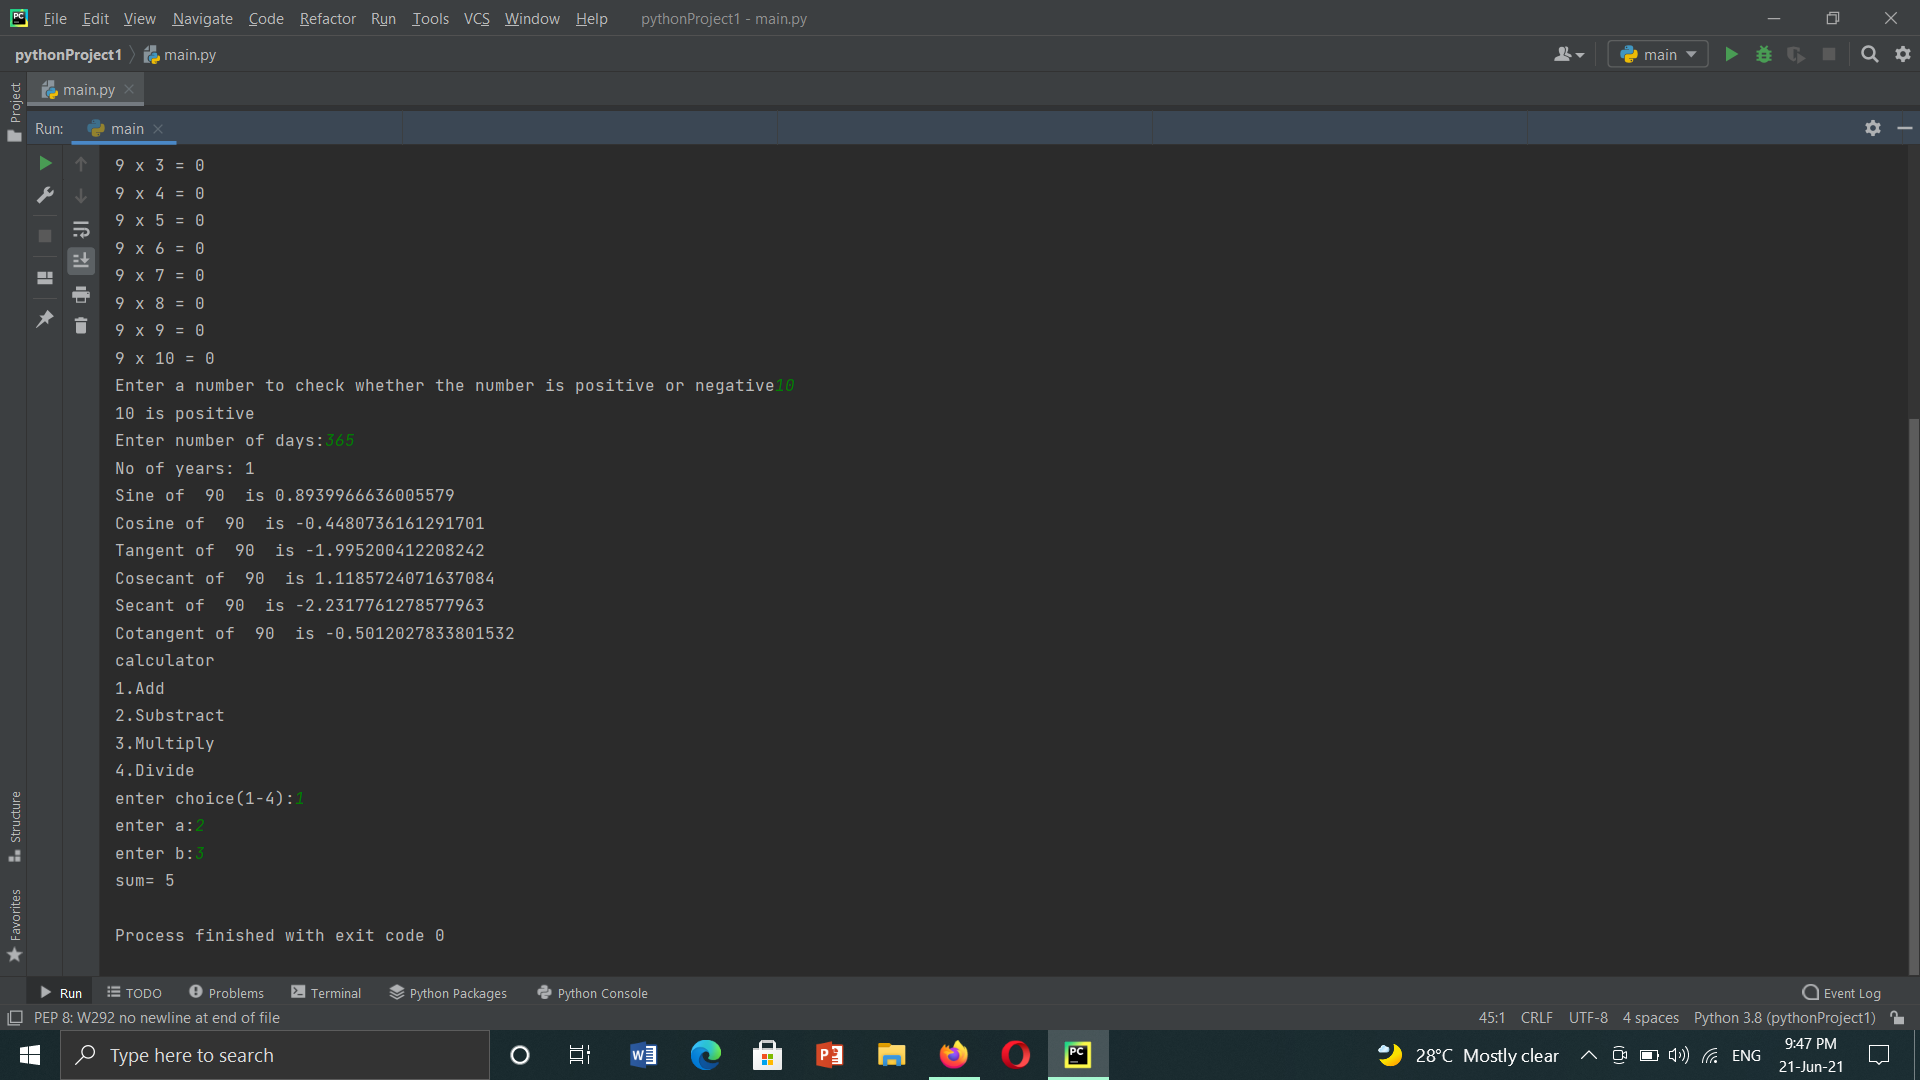 File Edit View Navigate Code Refactor Run Tools VCS Window Help pythonProject1 - main.py
pythonProject1 main.py main
Project
main.py
Run: main
9 x 3 = 0
9 x 4 = 0
9 x 5 = 0
9 x 6 = 0
9 x 7 = 0
9 x 8 = 0
9 x 9 = 0
9 x 10 = 0
Enter a number to check whether the number is positive or negative10
10 is positive
Enter number of days:365
No of years: 1
Sine of  90  is 0.8939966636005579
Cosine of  90  is -0.4480736161291701
Tangent of  90  is -1.995200412208242
Cosecant of  90  is 1.1185724071637084
Secant of  90  is -2.2317761278577963
Cotangent of  90  is -0.5012027833801532
calculator
1.Add
2.Substract
3.Multiply
4.Divide
enter choice(1-4):1
enter a:2
enter b:3
sum= 5
Process finished with exit code 0
Structure
Favorites
Run TODO Problems Terminal Python Packages Python Console Event Log
PEP 8: W292 no newline at end of file 45:1 CRLF UTF-8 4 spaces Python 3.8 (pythonProject1)
Type here to search 28°C Mostly clear ENG 9:47 PM
21-Jun-21